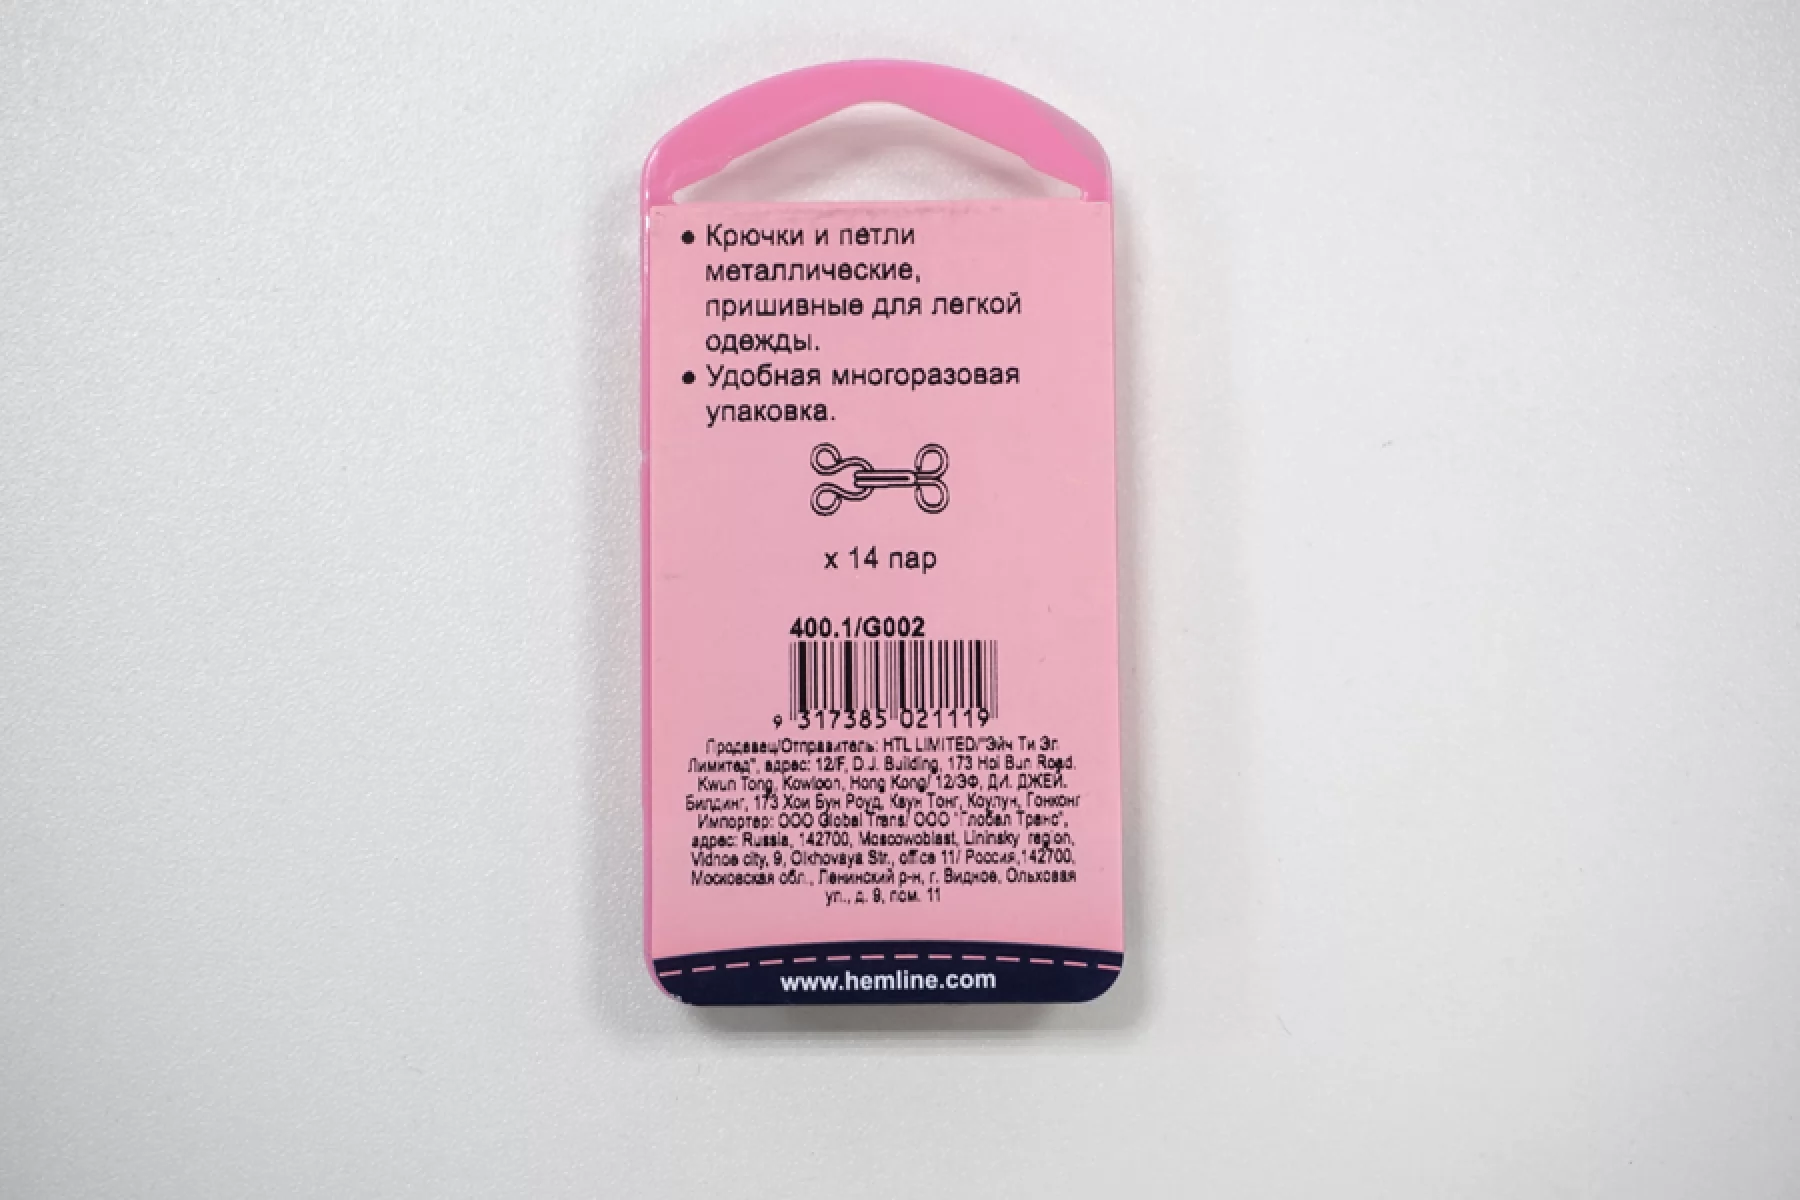 ● Крючки и петли
металлические,
пришивные для легкой
одежды.
● Удобная многоразовая
упаковка.
x 14 пар
400.1/G002
9 317385 021119
Продавец/Отправитель: HTL LIMITED/"Эйч Ти Эл
Лимитед", адрес: 12/F, D.J. Building, 173 Hoi Bun Road,
Kwun Tong, Kowloon, Hong Kong/ 12/ЭФ, ДИ. ДЖЕЙ.
Билдинг, 173 Хои Бун Роуд, Квун Тонг, Коулун, Гонконг
Импортер: ООО Global Trans/ ООО "Глобал Транс",
адрес: Russia, 142700, Moscowoblast, Lininsky region,
Vidnoe city, 9, Olkhovaya Str., office 11/ Россия,142700,
Московская обл., Ленинский р-н, г. Видное, Ольховая
ул., д. 9, пом. 11
www.hemline.com